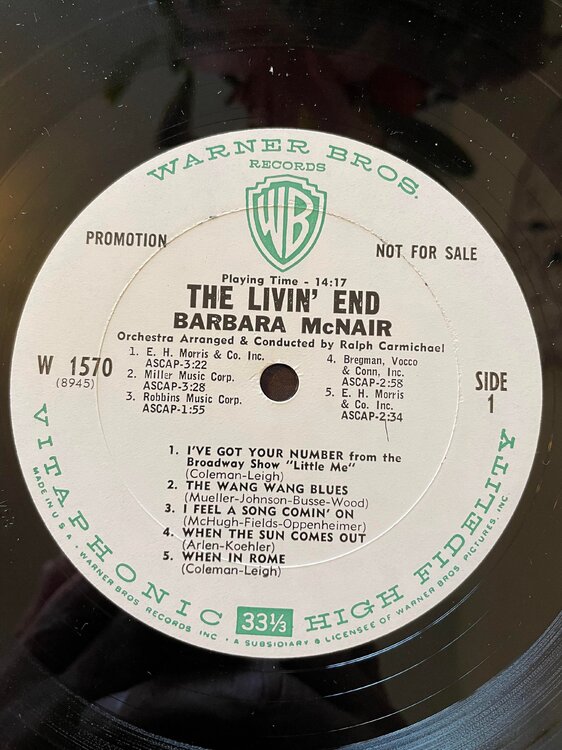 WARNER BROS.
RECORDS
WB
PROMOTION
NOT FOR SALE
Playing Time - 14:17
THE LIVIN' END
BARBARA McNAIR
Orchestra Arranged & Conducted by Ralph Carmichael
W 1570
(8945)
1. E. H. Morris & Co. Inc.
ASCAP-3:22
2. Miller Music Corp.
ASCAP-3:28
3. Robbins Music Corp.
ASCAP-1:55
4. Bregman, Vocco
& Conn, Inc.
ASCAP-2:58
5. E. H. Morris
& Co. Inc.
ASCAP-2:34
SIDE
1
1. I'VE GOT YOUR NUMBER from the
Broadway Show "Little Me"
(Coleman-Leigh)
2. THE WANG WANG BLUES
(Mueller-Johnson-Busse-Wood)
3. I FEEL A SONG COMIN' ON
(McHugh-Fields-Oppenheimer)
4. WHEN THE SUN COMES OUT
(Arlen-Koehler)
5. WHEN IN ROME
(Coleman-Leigh)
VITAPHONIC 33⅓ HIGH FIDELITY
MADE IN U.S.A. • WARNER BROS. RECORDS INC. • A SUBSIDIARY & LICENSEE OF WARNER BROS. PICTURES, INC.